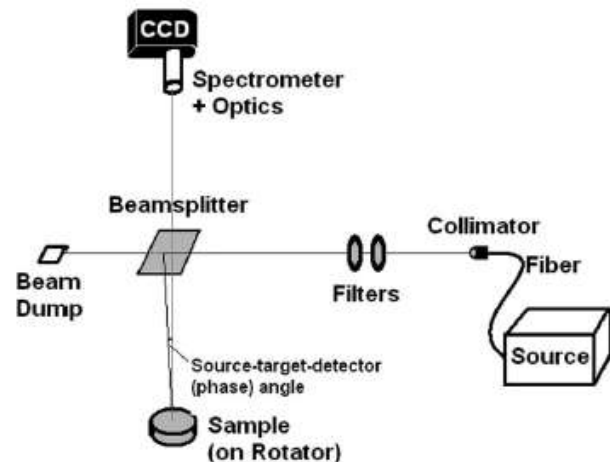 CCD
Spectrometer
+ Optics
Beamsplitter
Collimator
Fiber
Beam
Dump
Filters
Source
Source-target-detector
(phase) angle
Sample
(on Rotator)